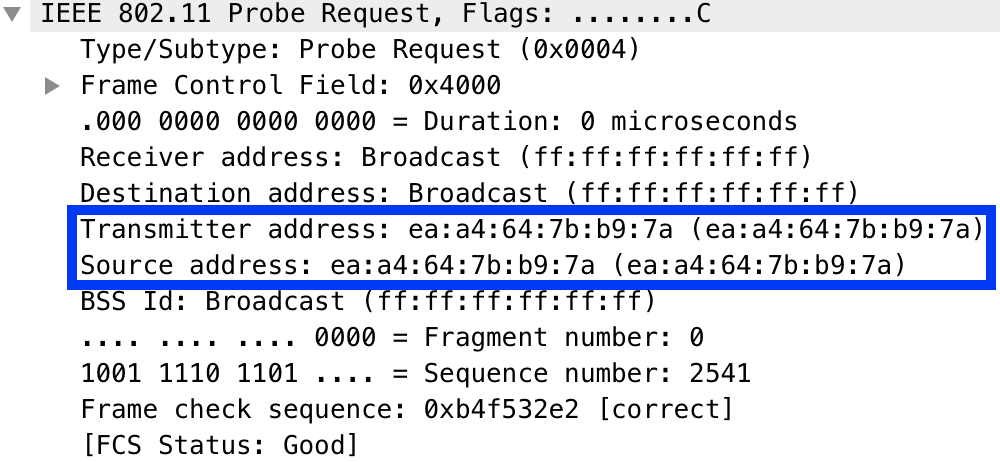 IEEE 802.11 Probe Request, Flags: ........C
Type/Subtype: Probe Request (0x0004)
Frame Control Field: 0x4000
.000 0000 0000 0000 = Duration: 0 microseconds
Receiver address: Broadcast (ff:ff:ff:ff:ff:ff)
Destination address: Broadcast (ff:ff:ff:ff:ff:ff)
Transmitter address: ea:a4:64:7b:b9:7a (ea:a4:64:7b:b9:7a)
Source address: ea:a4:64:7b:b9:7a (ea:a4:64:7b:b9:7a)
BSS Id: Broadcast (ff:ff:ff:ff:ff:ff)
.... .... .... 0000 = Fragment number: 0
1001 1110 1101 .... = Sequence number: 2541
Frame check sequence: 0xb4f532e2 [correct]
[FCS Status: Good]